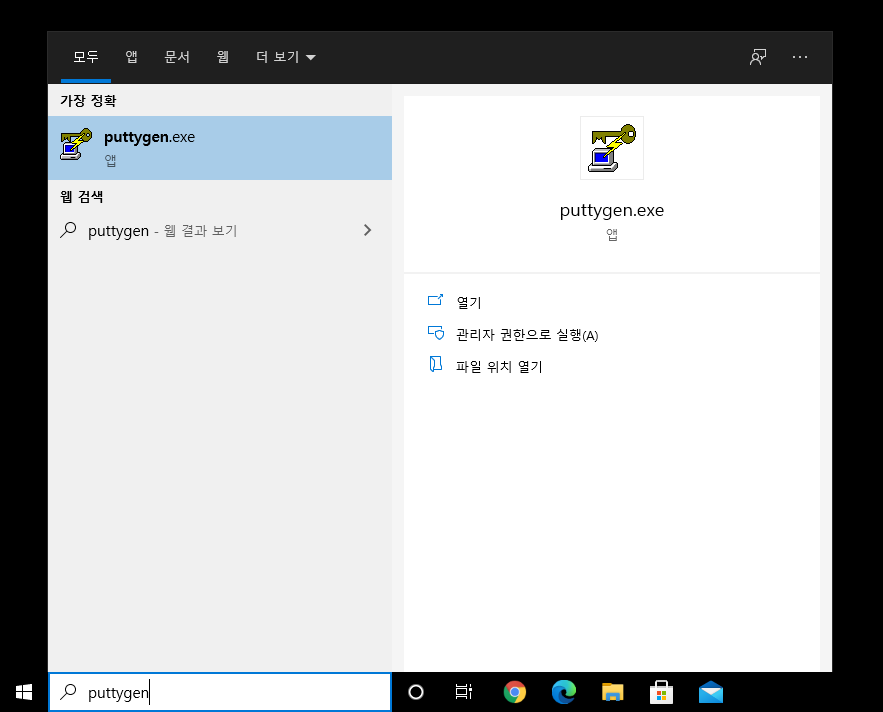 모두 앱 문서 웹 더 보기
가장 정확
puttygen.exe
앱
웹 검색
puttygen - 웹 결과 보기
puttygen.exe
앱
열기
관리자 권한으로 실행(A)
파일 위치 열기
puttygen